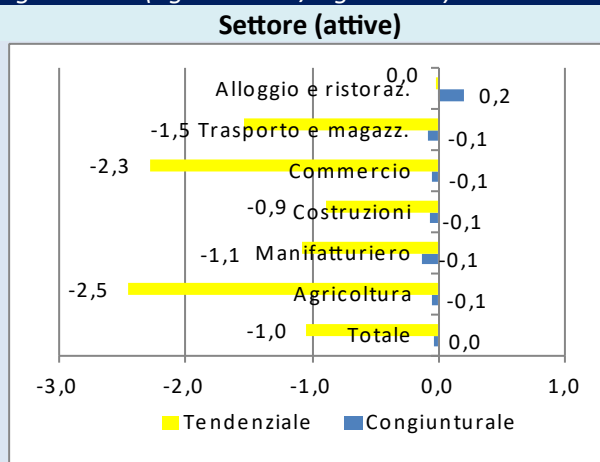 Settore (attive)
0,0
Alloggio e ristoraz.
0,2
-1,5 Trasporto e magazz.
-0,1
-2,3
Commercio
-0,1
-0,9 Costruzioni
-0,1
-1,1 Manifatturiero
-0,1
-2,5
Agricoltura
-0,1
-1,0
Totale
0,0
-3,0 -2,0 -1,0 0,0 1,0
Tendenziale Congiunturale